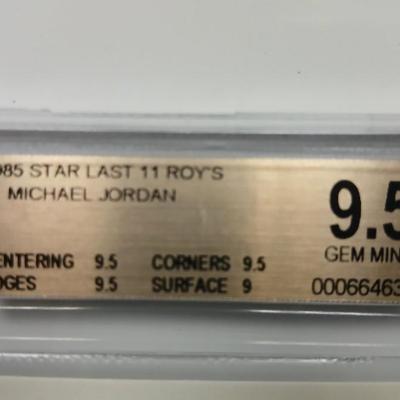 985 STAR LAST 11 ROY'S
MICHAEL JORDAN
9.5
GEM MIN
ENTERING 9.5 CORNERS 9.5
DGES 9.5 SURFACE 9
00066463